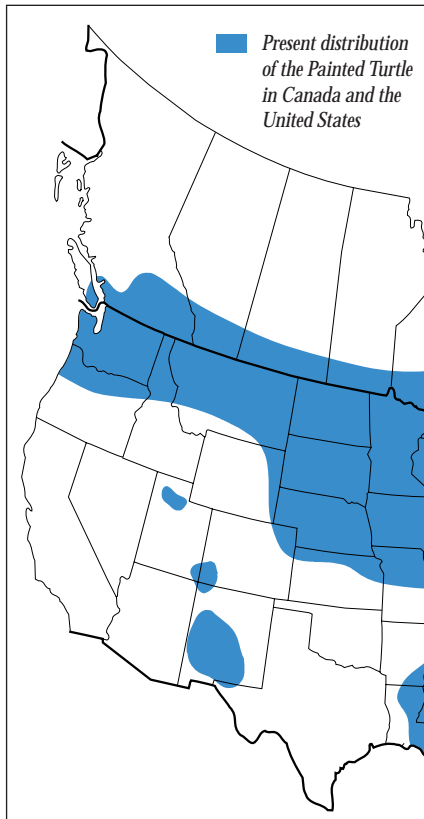 Present distribution
of the Painted Turtle
in Canada and the
United States